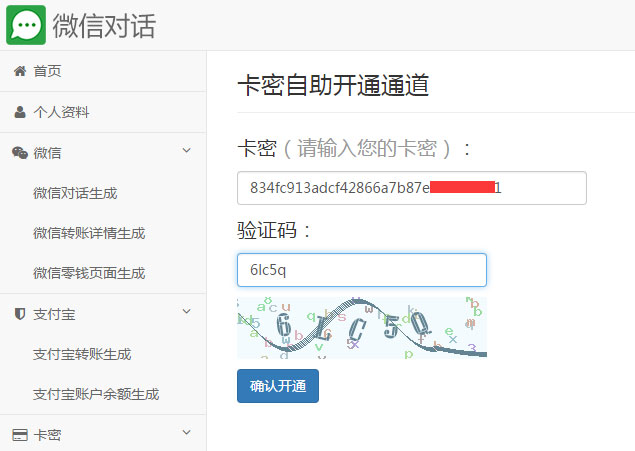 微信对话
首页
个人资料
微信
微信对话生成
微信转账详情生成
微信零钱页面生成
支付宝
支付宝转账生成
支付宝账户余额生成
卡密
卡密自助开通通道
卡密（请输入您的卡密）：
834fc913adcf42866a7b87e 1
验证码：
6lc5q
6LC5Q
确认开通